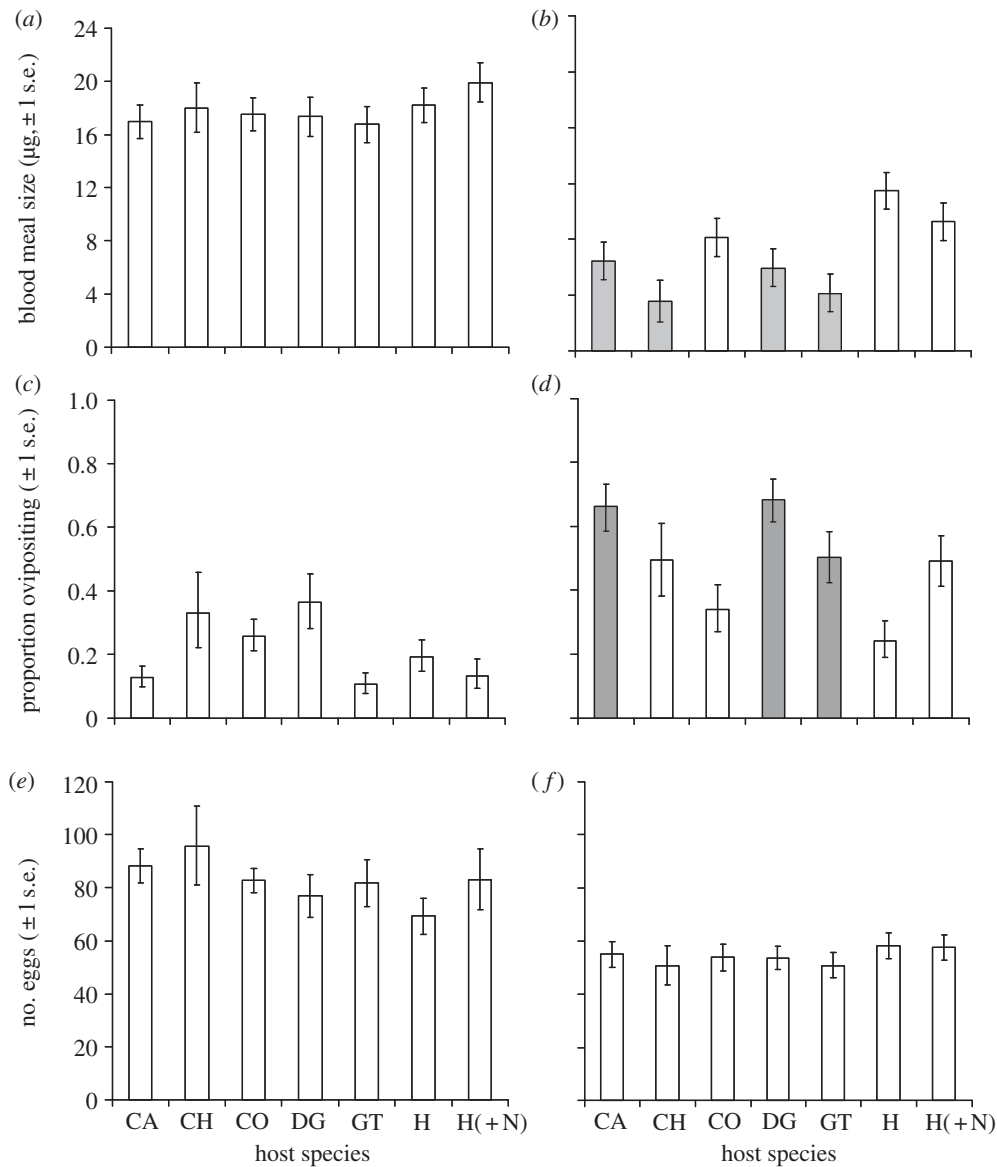 (a)
(b)
24
20
16
12
8
4
0
blood meal size (µg, ± 1 s.e.)
(c)
(d)
1.0
0.8
0.6
0.4
0.2
0
proportion ovipositing ( ± 1 s.e.)
(e)
(f)
120
100
80
60
40
20
0
no. eggs ( ± 1 s.e.)
CA CH CO DG GT H H( + N)
host species
CA CH CO DG GT H H( + N)
host species